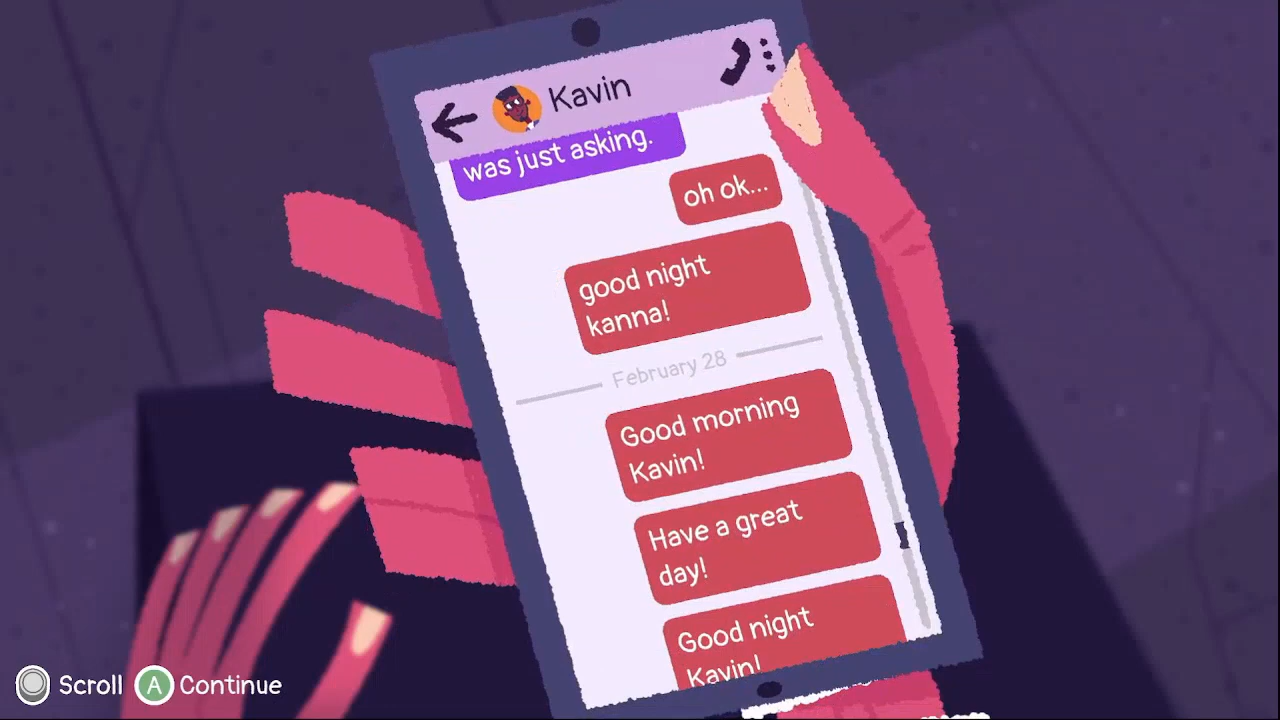 Kavin
was just asking.
oh ok...
good night
kanna!
February 28
Good morning
Kavin!
Have a great
day!
Good night
Kavin!
Scroll A Continue